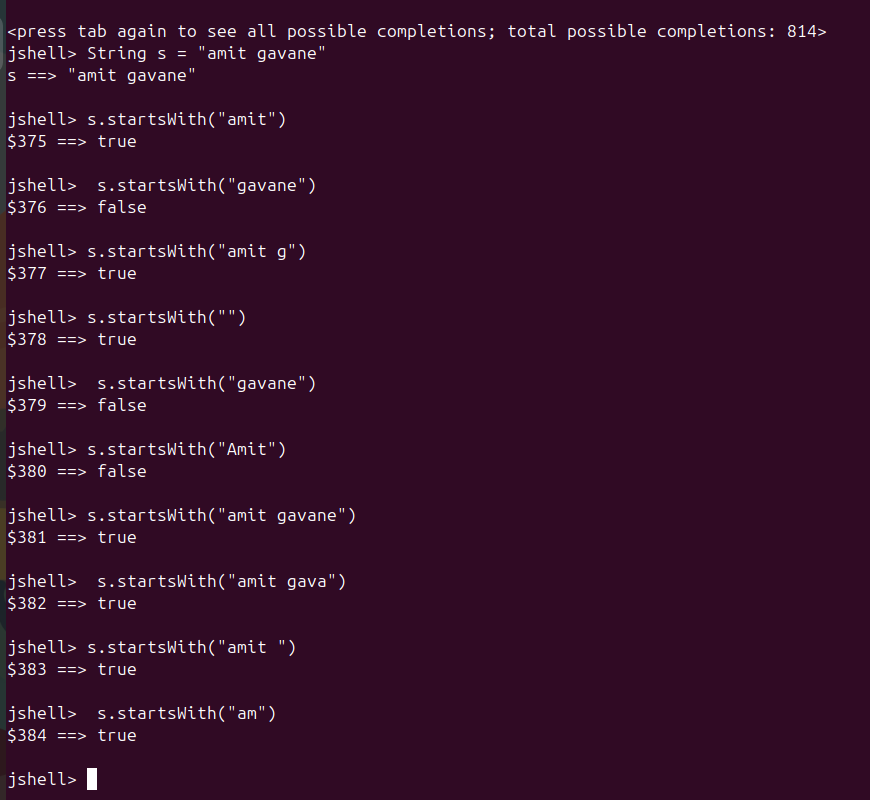 <press tab again to see all possible completions; total possible completions: 814>
jshell> String s = "amit gavane"
s ==> "amit gavane"
jshell> s.startsWith("amit")
$375 ==> true
jshell>  s.startsWith("gavane")
$376 ==> false
jshell> s.startsWith("amit g")
$377 ==> true
jshell> s.startsWith("")
$378 ==> true
jshell>  s.startsWith("gavane")
$379 ==> false
jshell> s.startsWith("Amit")
$380 ==> false
jshell> s.startsWith("amit gavane")
$381 ==> true
jshell>  s.startsWith("amit gava")
$382 ==> true
jshell> s.startsWith("amit ")
$383 ==> true
jshell>  s.startsWith("am")
$384 ==> true
jshell>